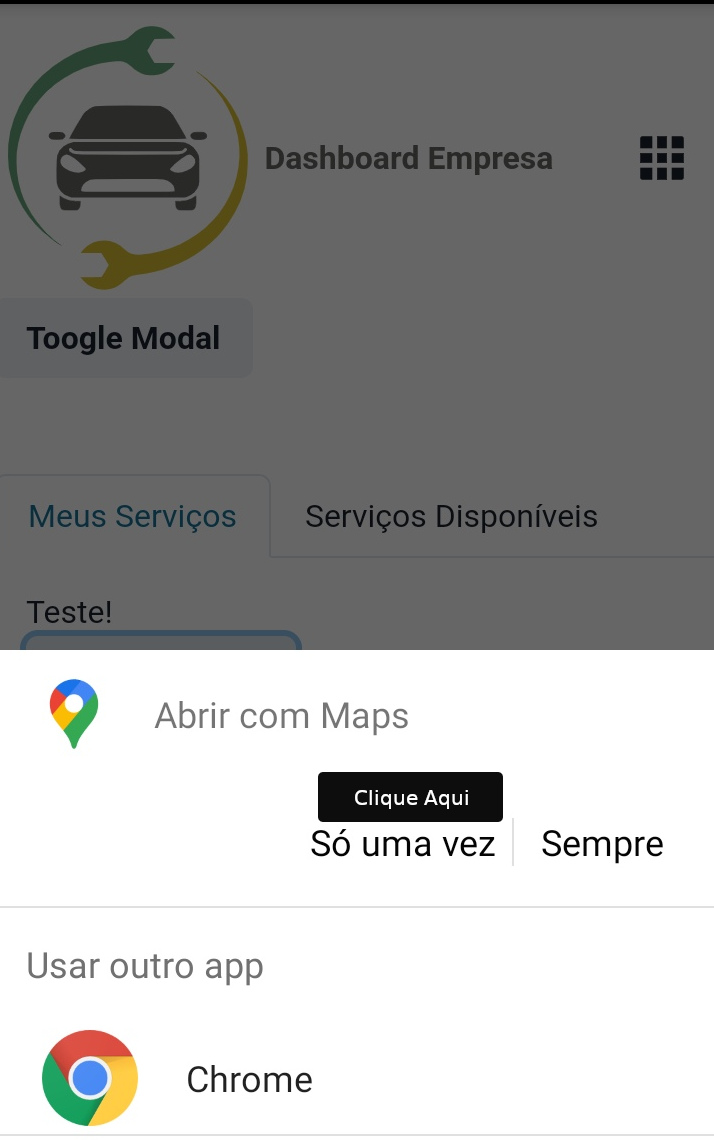 Dashboard Empresa
Toogle Modal
Meus Serviços Serviços Disponíveis
Teste!
Abrir com Maps
Clique Aqui
Só uma vez Sempre
Usar outro app
Chrome